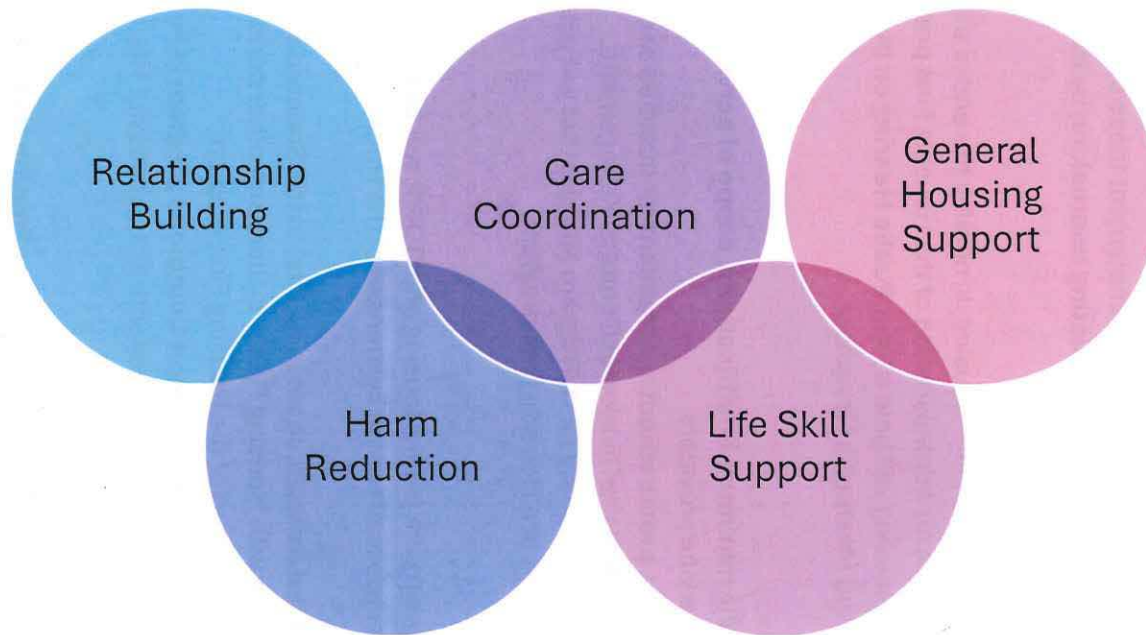 Relationship
Building
Care
Coordination
General
Housing
Support
Harm
Reduction
Life Skill
Support